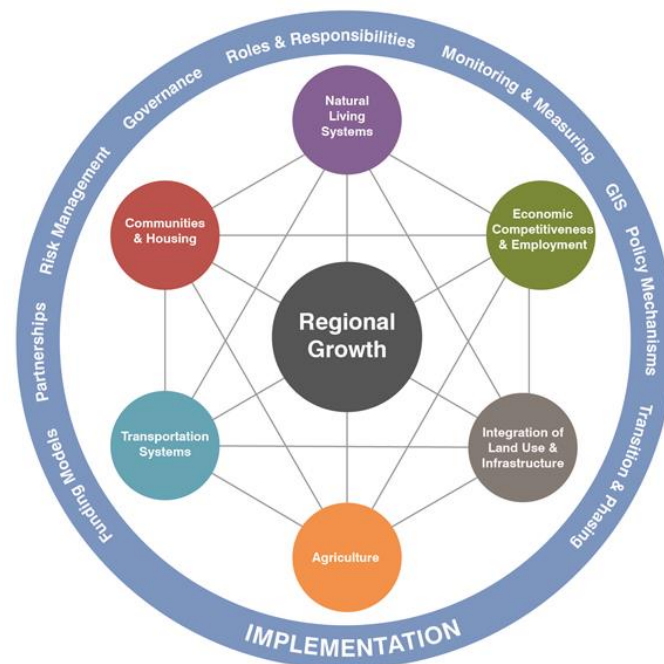 Funding Models
Partnerships
Risk Management
Governance
Roles & Responsibilities
Monitoring & Measuring
GIS
Policy Mechanisms
Transition & Phasing
Natural
Living
Systems
Communities
& Housing
Economic
Competitiveness
& Employment
Regional
Growth
Transportation
Systems
Integration of
Land Use &
Infrastructure
Agriculture
IMPLEMENTATION